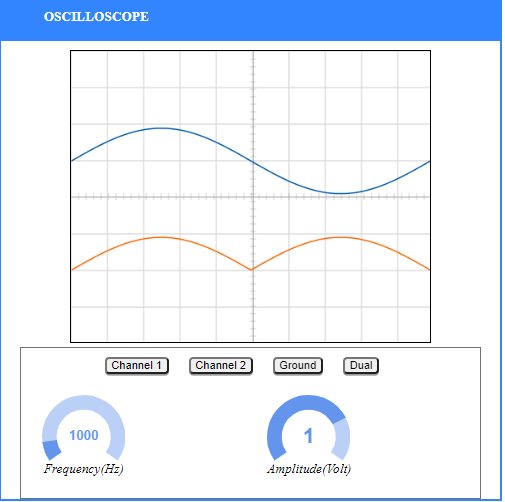 OSCILLOSCOPE
Channel 1 Channel 2 Ground Dual
1000 1
Frequency(Hz) Amplitude(Volt)